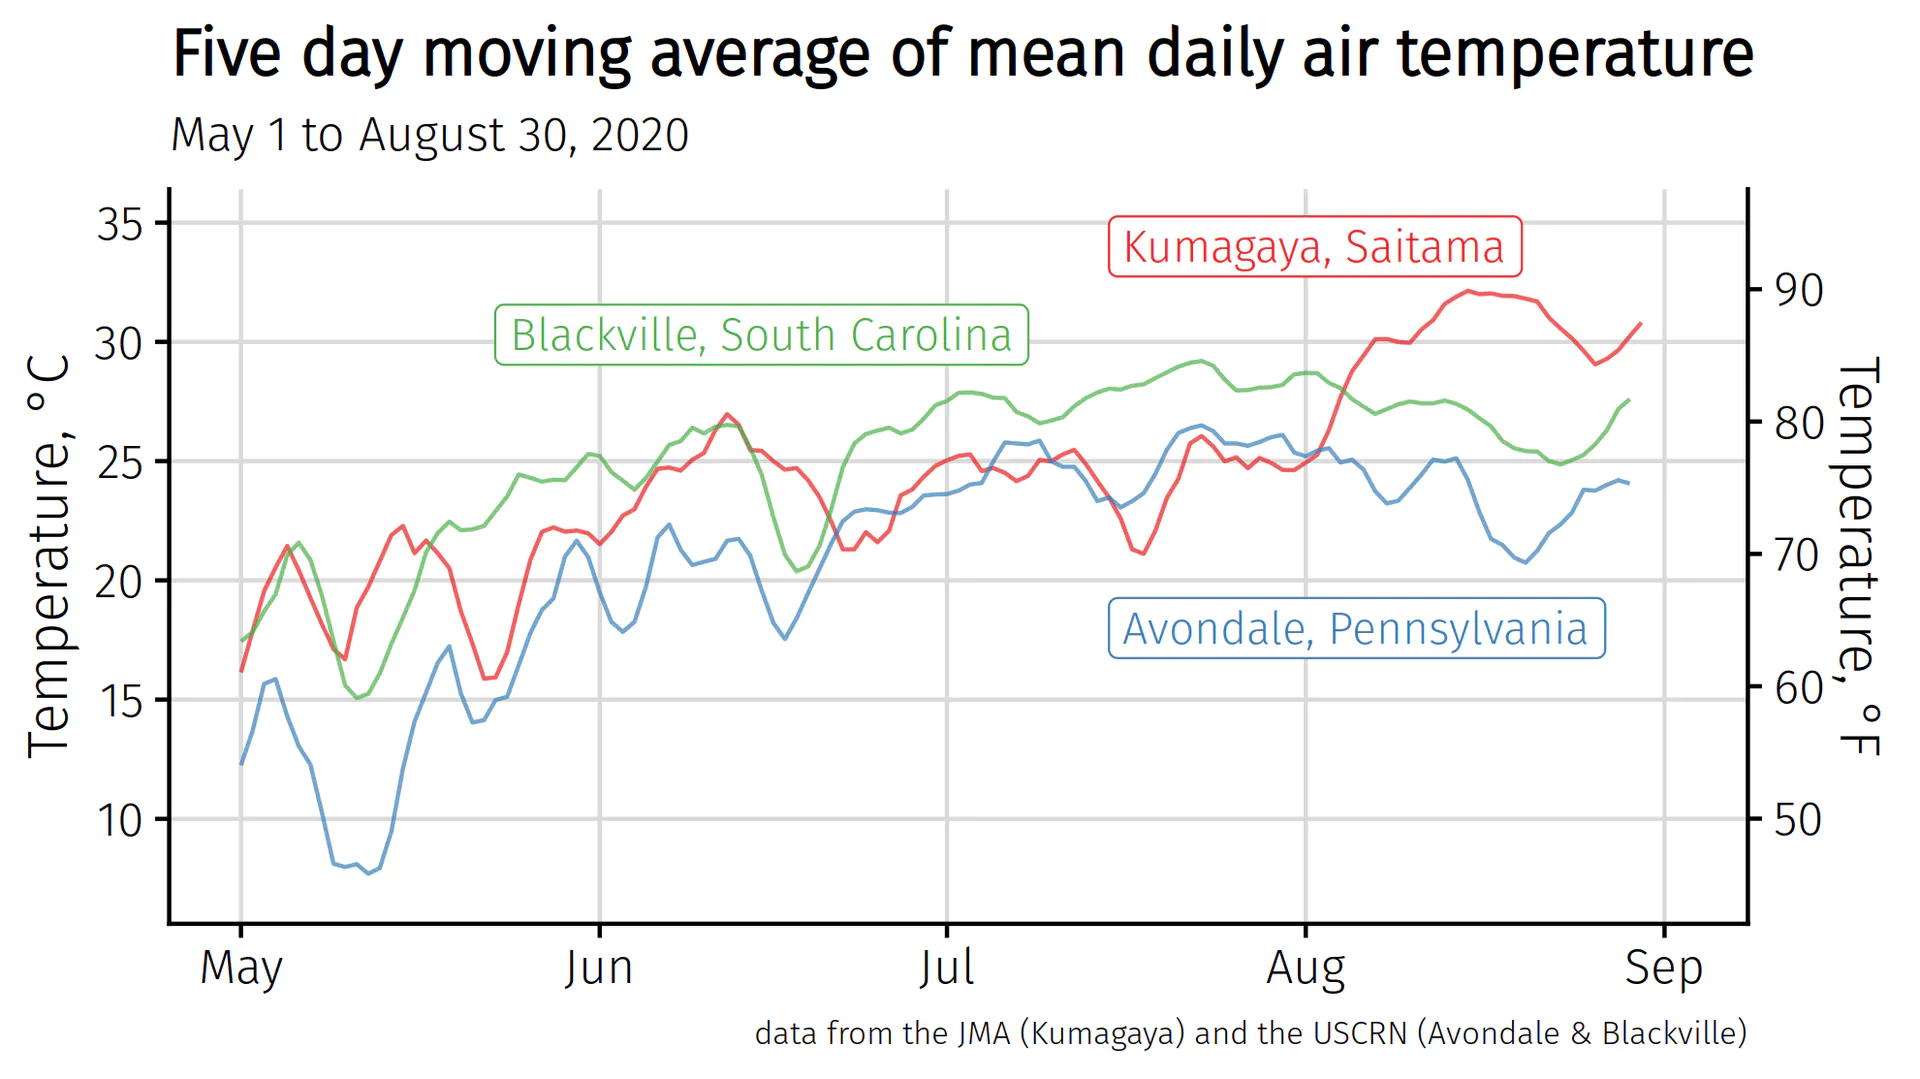 Five day moving average of mean daily air temperature
May 1 to August 30, 2020
Temperature, °C
35
30
25
20
15
10
Kumagaya, Saitama
Blackville, South Carolina
Avondale, Pennsylvania
90
80
70
60
50
Temperature, °F
May
Jun
Jul
Aug
Sep
data from the JMA (Kumagaya) and the USCRN (Avondale & Blackville)